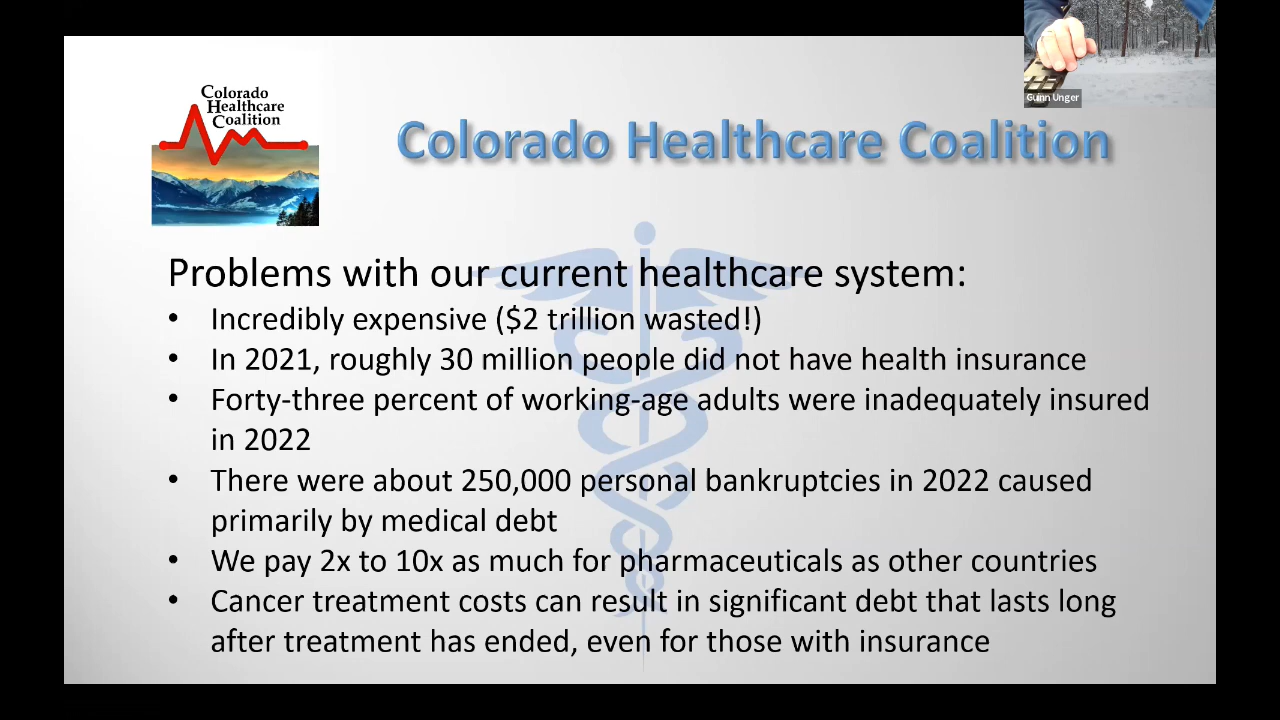 Colorado
Healthcare
Coalition
Guinn Unger
Colorado Healthcare Coalition
Problems with our current healthcare system:
• Incredibly expensive ($2 trillion wasted!)
• In 2021, roughly 30 million people did not have health insurance
• Forty-three percent of working-age adults were inadequately insured
in 2022
• There were about 250,000 personal bankruptcies in 2022 caused
primarily by medical debt
• We pay 2x to 10x as much for pharmaceuticals as other countries
• Cancer treatment costs can result in significant debt that lasts long
after treatment has ended, even for those with insurance